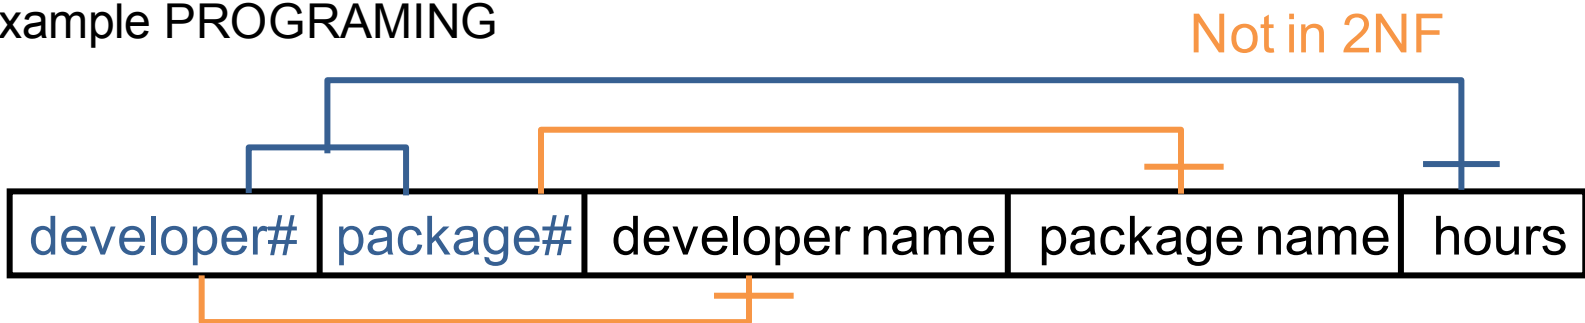 xample PROGRAMING
Not in 2NF
developer# package# developer name package name hours